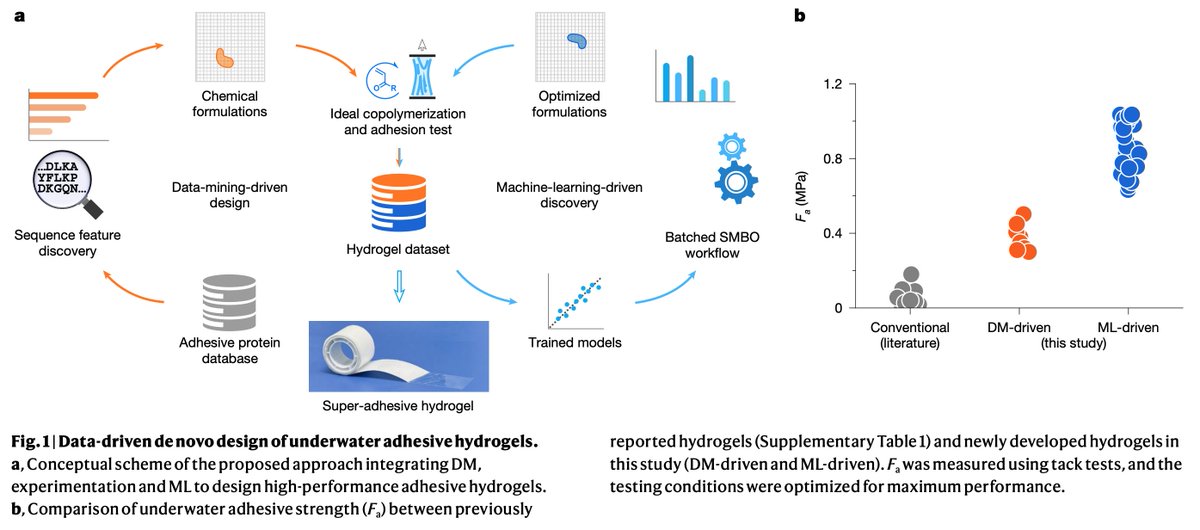 a
Chemical
formulations
O
R
Ideal copolymerization
and adhesion test
Optimized
formulations
...DLKA
YFLKP
DKGQN...
Sequence feature
discovery
Data-mining-driven
design
Hydrogel dataset
Machine-learning-driven
discovery
Batched SMBO
workflow
Adhesive protein
database
Trained models
Super-adhesive hydrogel
b
1.2
0.8
0.4
0
Fa (MPa)
Conventional
(literature)
DM-driven
ML-driven
(this study)
Fig. 1 | Data-driven de novo design of underwater adhesive hydrogels.
a, Conceptual scheme of the proposed approach integrating DM,
experimentation and ML to design high-performance adhesive hydrogels.
b, Comparison of underwater adhesive strength (Fa) between previously
reported hydrogels (Supplementary Table 1) and newly developed hydrogels in
this study (DM-driven and ML-driven). Fa was measured using tack tests, and the
testing conditions were optimized for maximum performance.